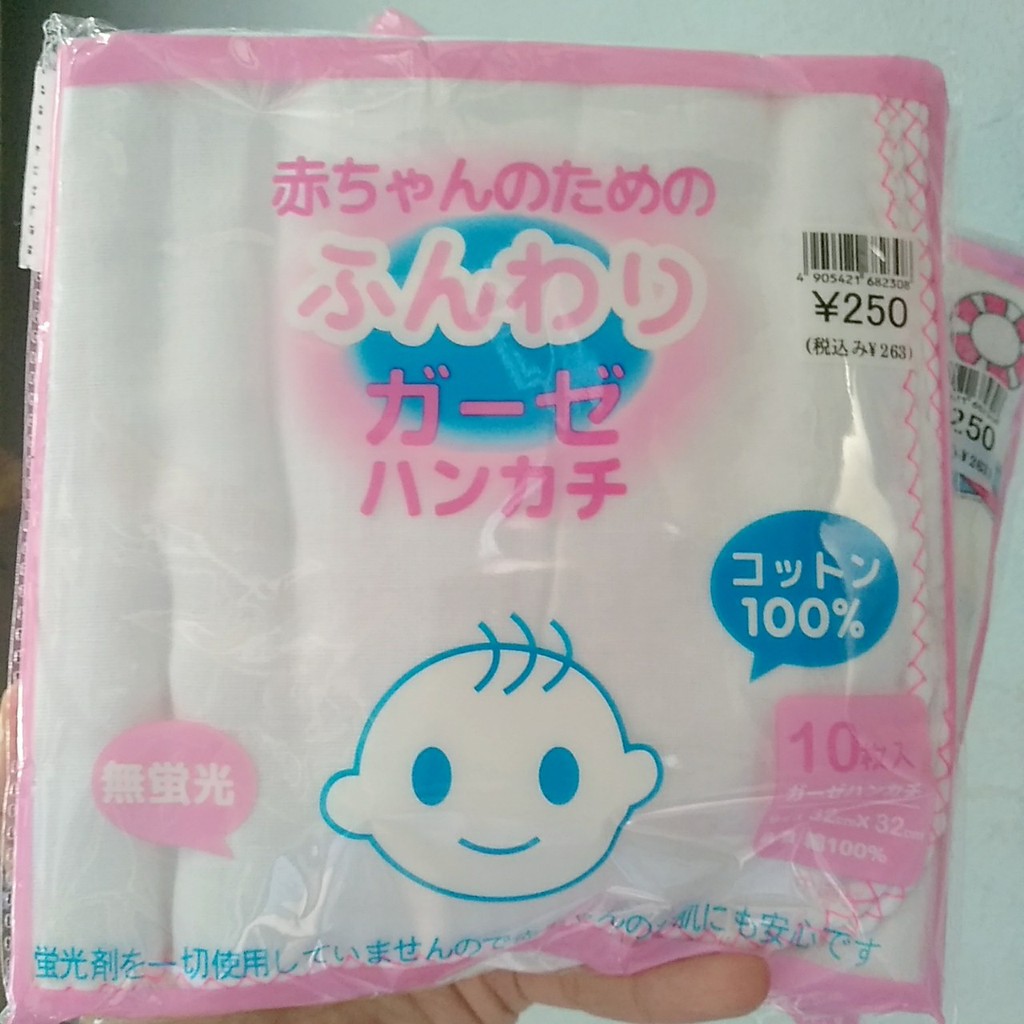 赤ちゃんのための
ふんわり
ガーゼ
ハンカチ
4 905421 682308
¥250
(税込み¥263)
コットン
100%
無蛍光
10枚入
ガーゼハンカチ
32cm×32cm
綿100%
蛍光剤を一切使用していませんので
肌にも安心です
250